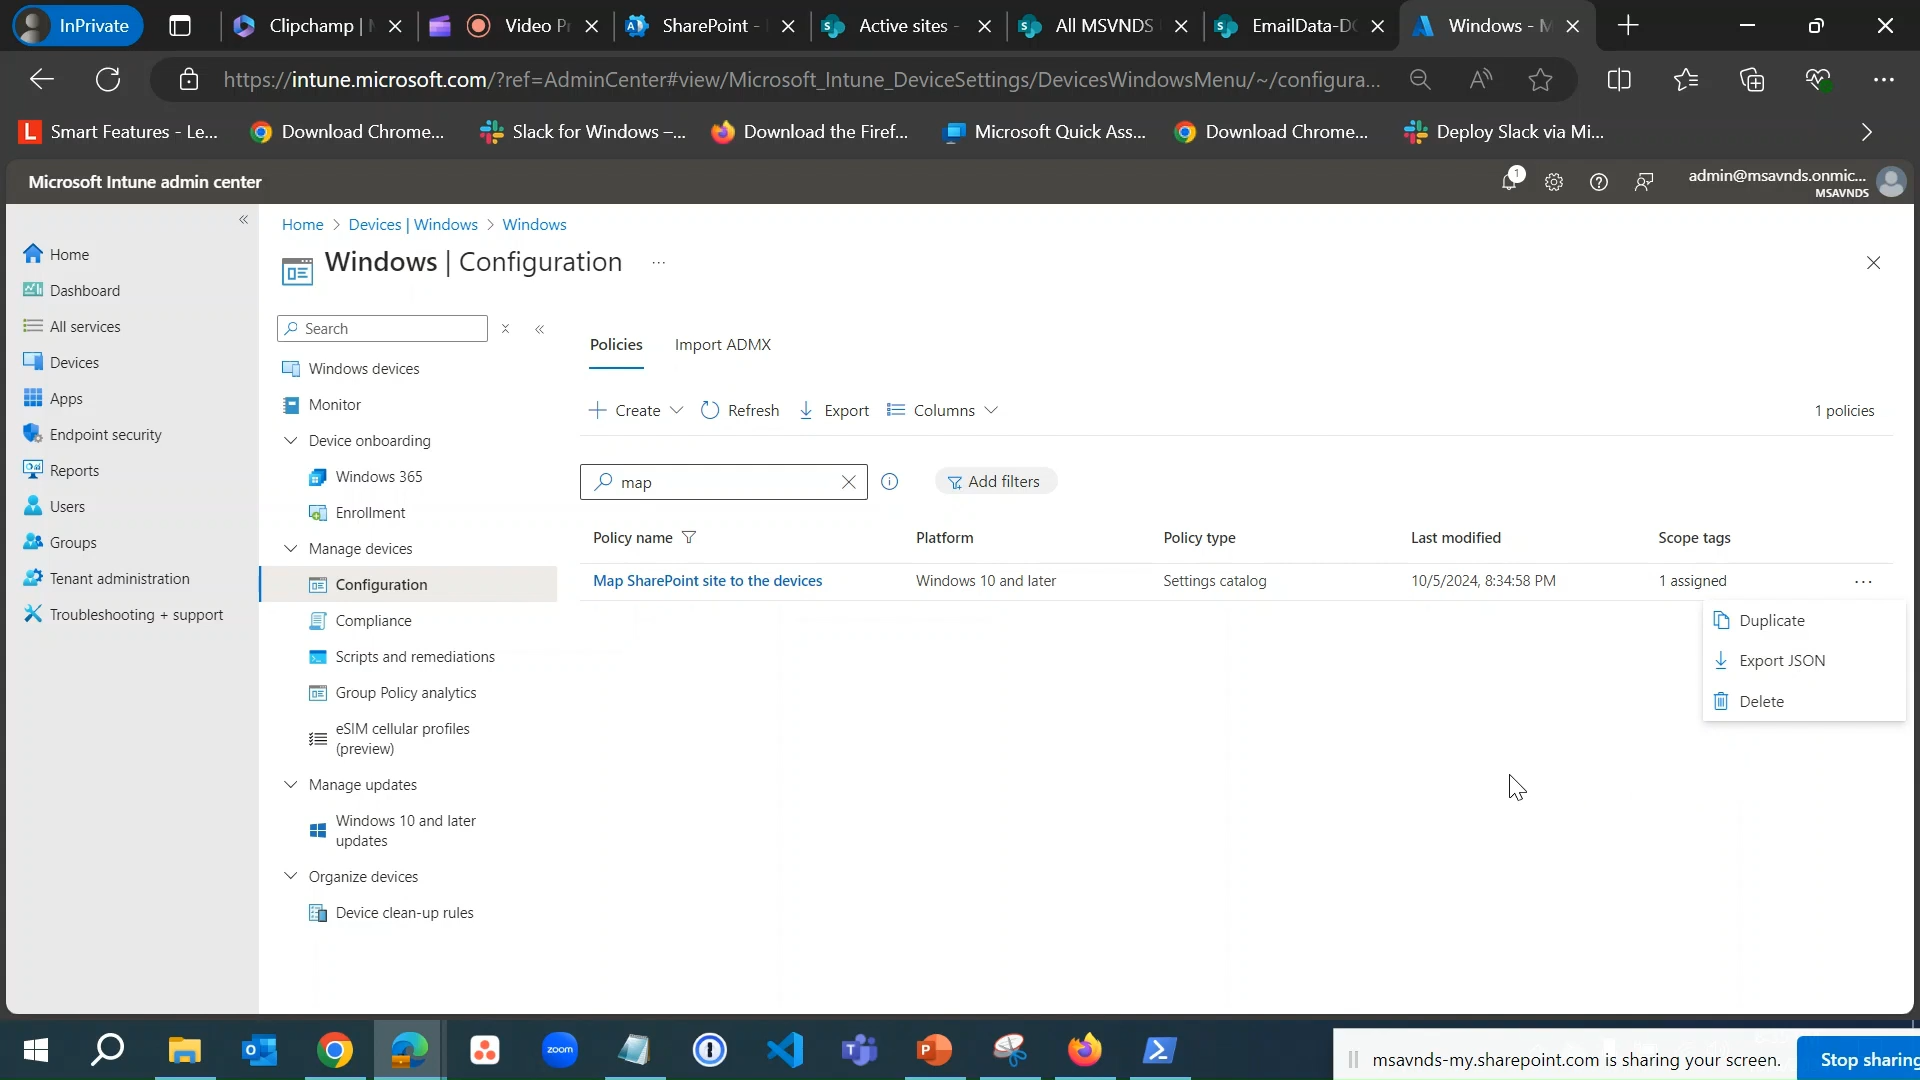 InPrivate
Clipchamp | M
Video P
SharePoint -
Active sites -
All MSVNDS
EmailData-DO
Windows - M
https://intune.microsoft.com/?ref=AdminCenter#view/Microsoft_Intune_DeviceSettings/DevicesWindowsMenu/~/configura...
Smart Features - Le...
Download Chrome...
Slack for Windows –...
Download the Firef...
Microsoft Quick Ass...
Download Chrome...
Deploy Slack via Mi...
Microsoft Intune admin center
1
admin@msavnds.onmic...
MSAVNDS
Home
Dashboard
All services
Devices
Apps
Endpoint security
Reports
Users
Groups
Tenant administration
Troubleshooting + support
Home > Devices | Windows > Windows
Windows | Configuration ...
Search
Windows devices
Monitor
Device onboarding
Windows 365
Enrollment
Manage devices
Configuration
Compliance
Scripts and remediations
Group Policy analytics
eSIM cellular profiles
(preview)
Manage updates
Windows 10 and later
updates
Organize devices
Device clean-up rules
Policies
Import ADMX
Create
Refresh
Export
Columns
1 policies
map
Add filters
Policy name
Platform
Policy type
Last modified
Scope tags
Map SharePoint site to the devices
Windows 10 and later
Settings catalog
10/5/2024, 8:34:58 PM
1 assigned
...
Duplicate
Export JSON
Delete
zoom
msavnds-my.sharepoint.com is sharing your screen.
Stop sharing